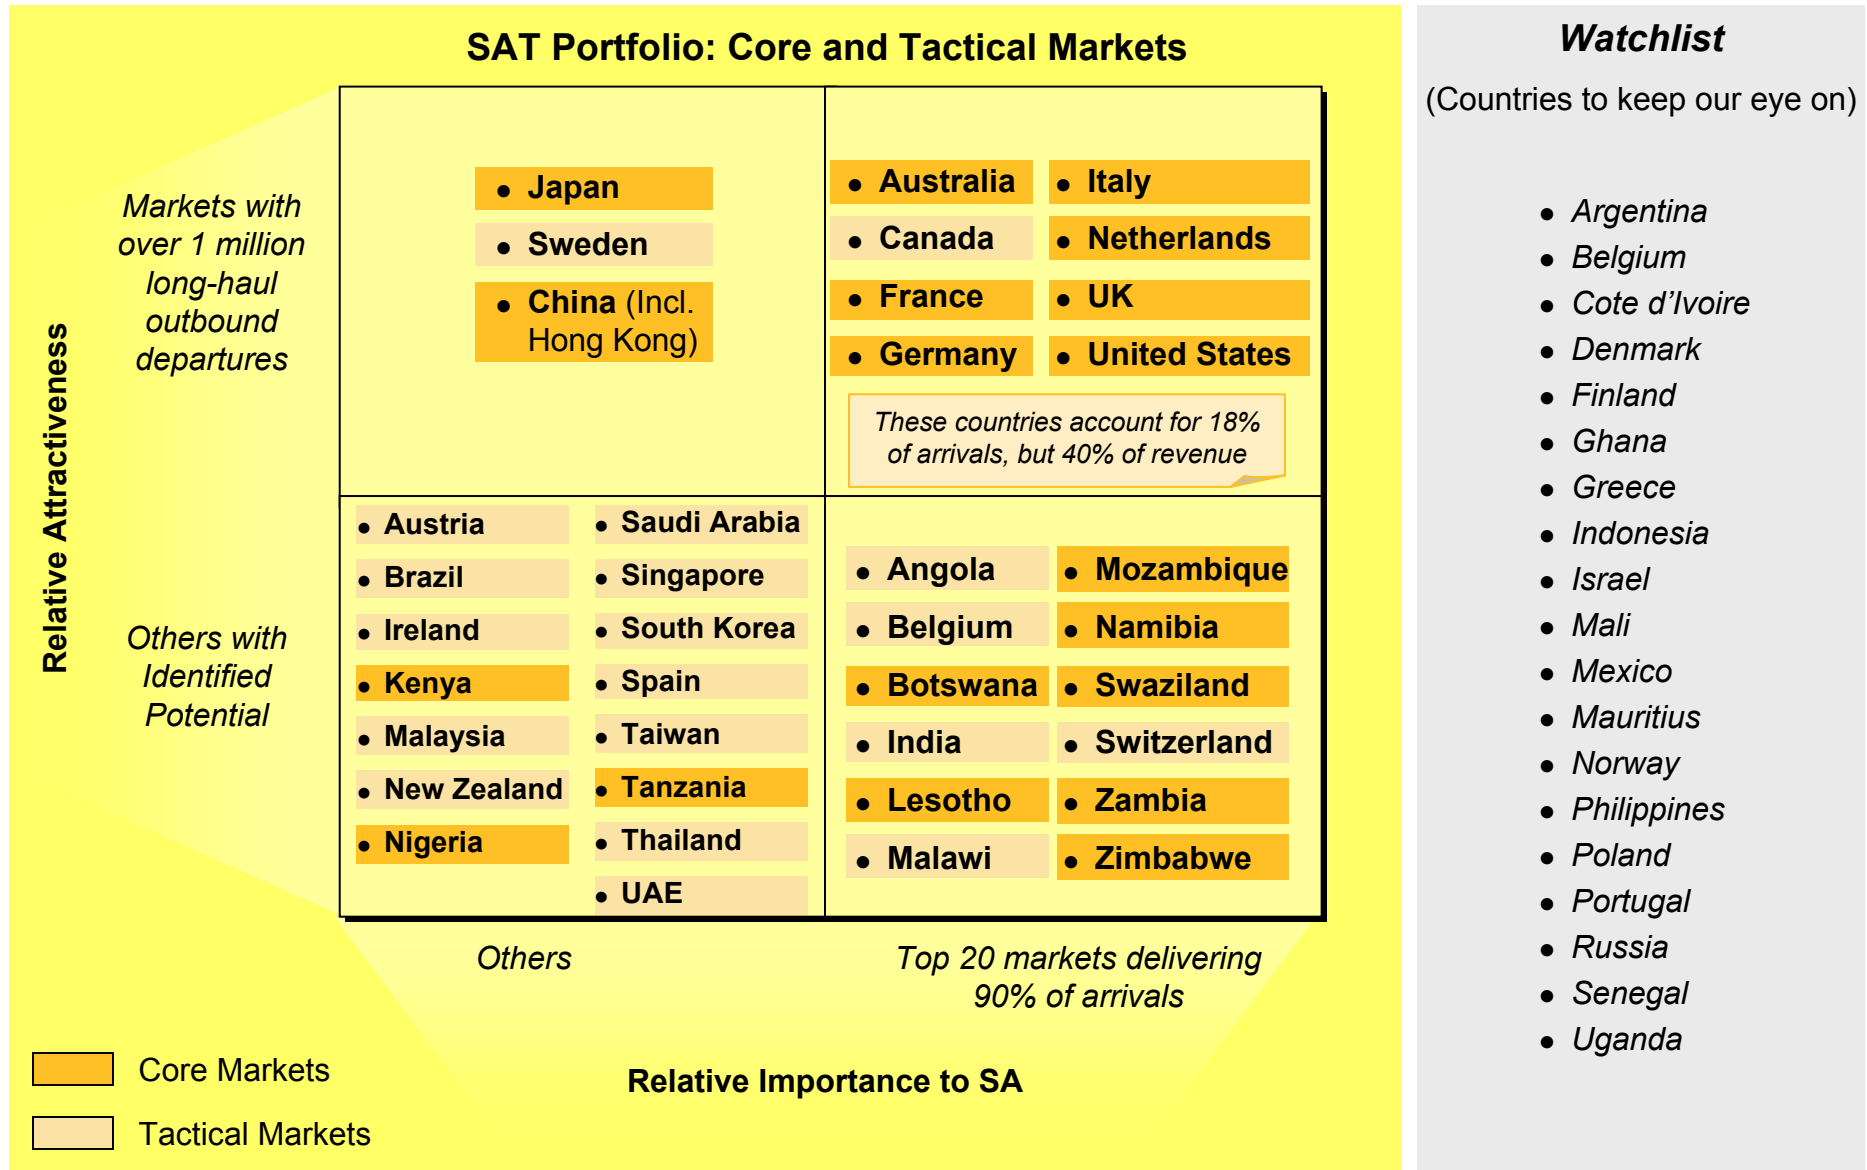 SAT Portfolio: Core and Tactical Markets
Relative Attractiveness
Markets with
over 1 million
long-haul
outbound
departures
• Japan
• Sweden
• China (Incl.
Hong Kong)
• Australia
• Canada
• France
• Germany
• Italy
• Netherlands
• UK
• United States
These countries account for 18%
of arrivals, but 40% of revenue
Others with
Identified
Potential
• Austria
• Brazil
• Ireland
• Kenya
• Malaysia
• New Zealand
• Nigeria
• Saudi Arabia
• Singapore
• South Korea
• Spain
• Taiwan
• Tanzania
• Thailand
• UAE
• Angola
• Belgium
• Botswana
• India
• Lesotho
• Malawi
• Mozambique
• Namibia
• Swaziland
• Switzerland
• Zambia
• Zimbabwe
Others
Top 20 markets delivering
90% of arrivals
Relative Importance to SA
Core Markets
Tactical Markets
Watchlist
(Countries to keep our eye on)
• Argentina
• Belgium
• Cote d’Ivoire
• Denmark
• Finland
• Ghana
• Greece
• Indonesia
• Israel
• Mali
• Mexico
• Mauritius
• Norway
• Philippines
• Poland
• Portugal
• Russia
• Senegal
• Uganda